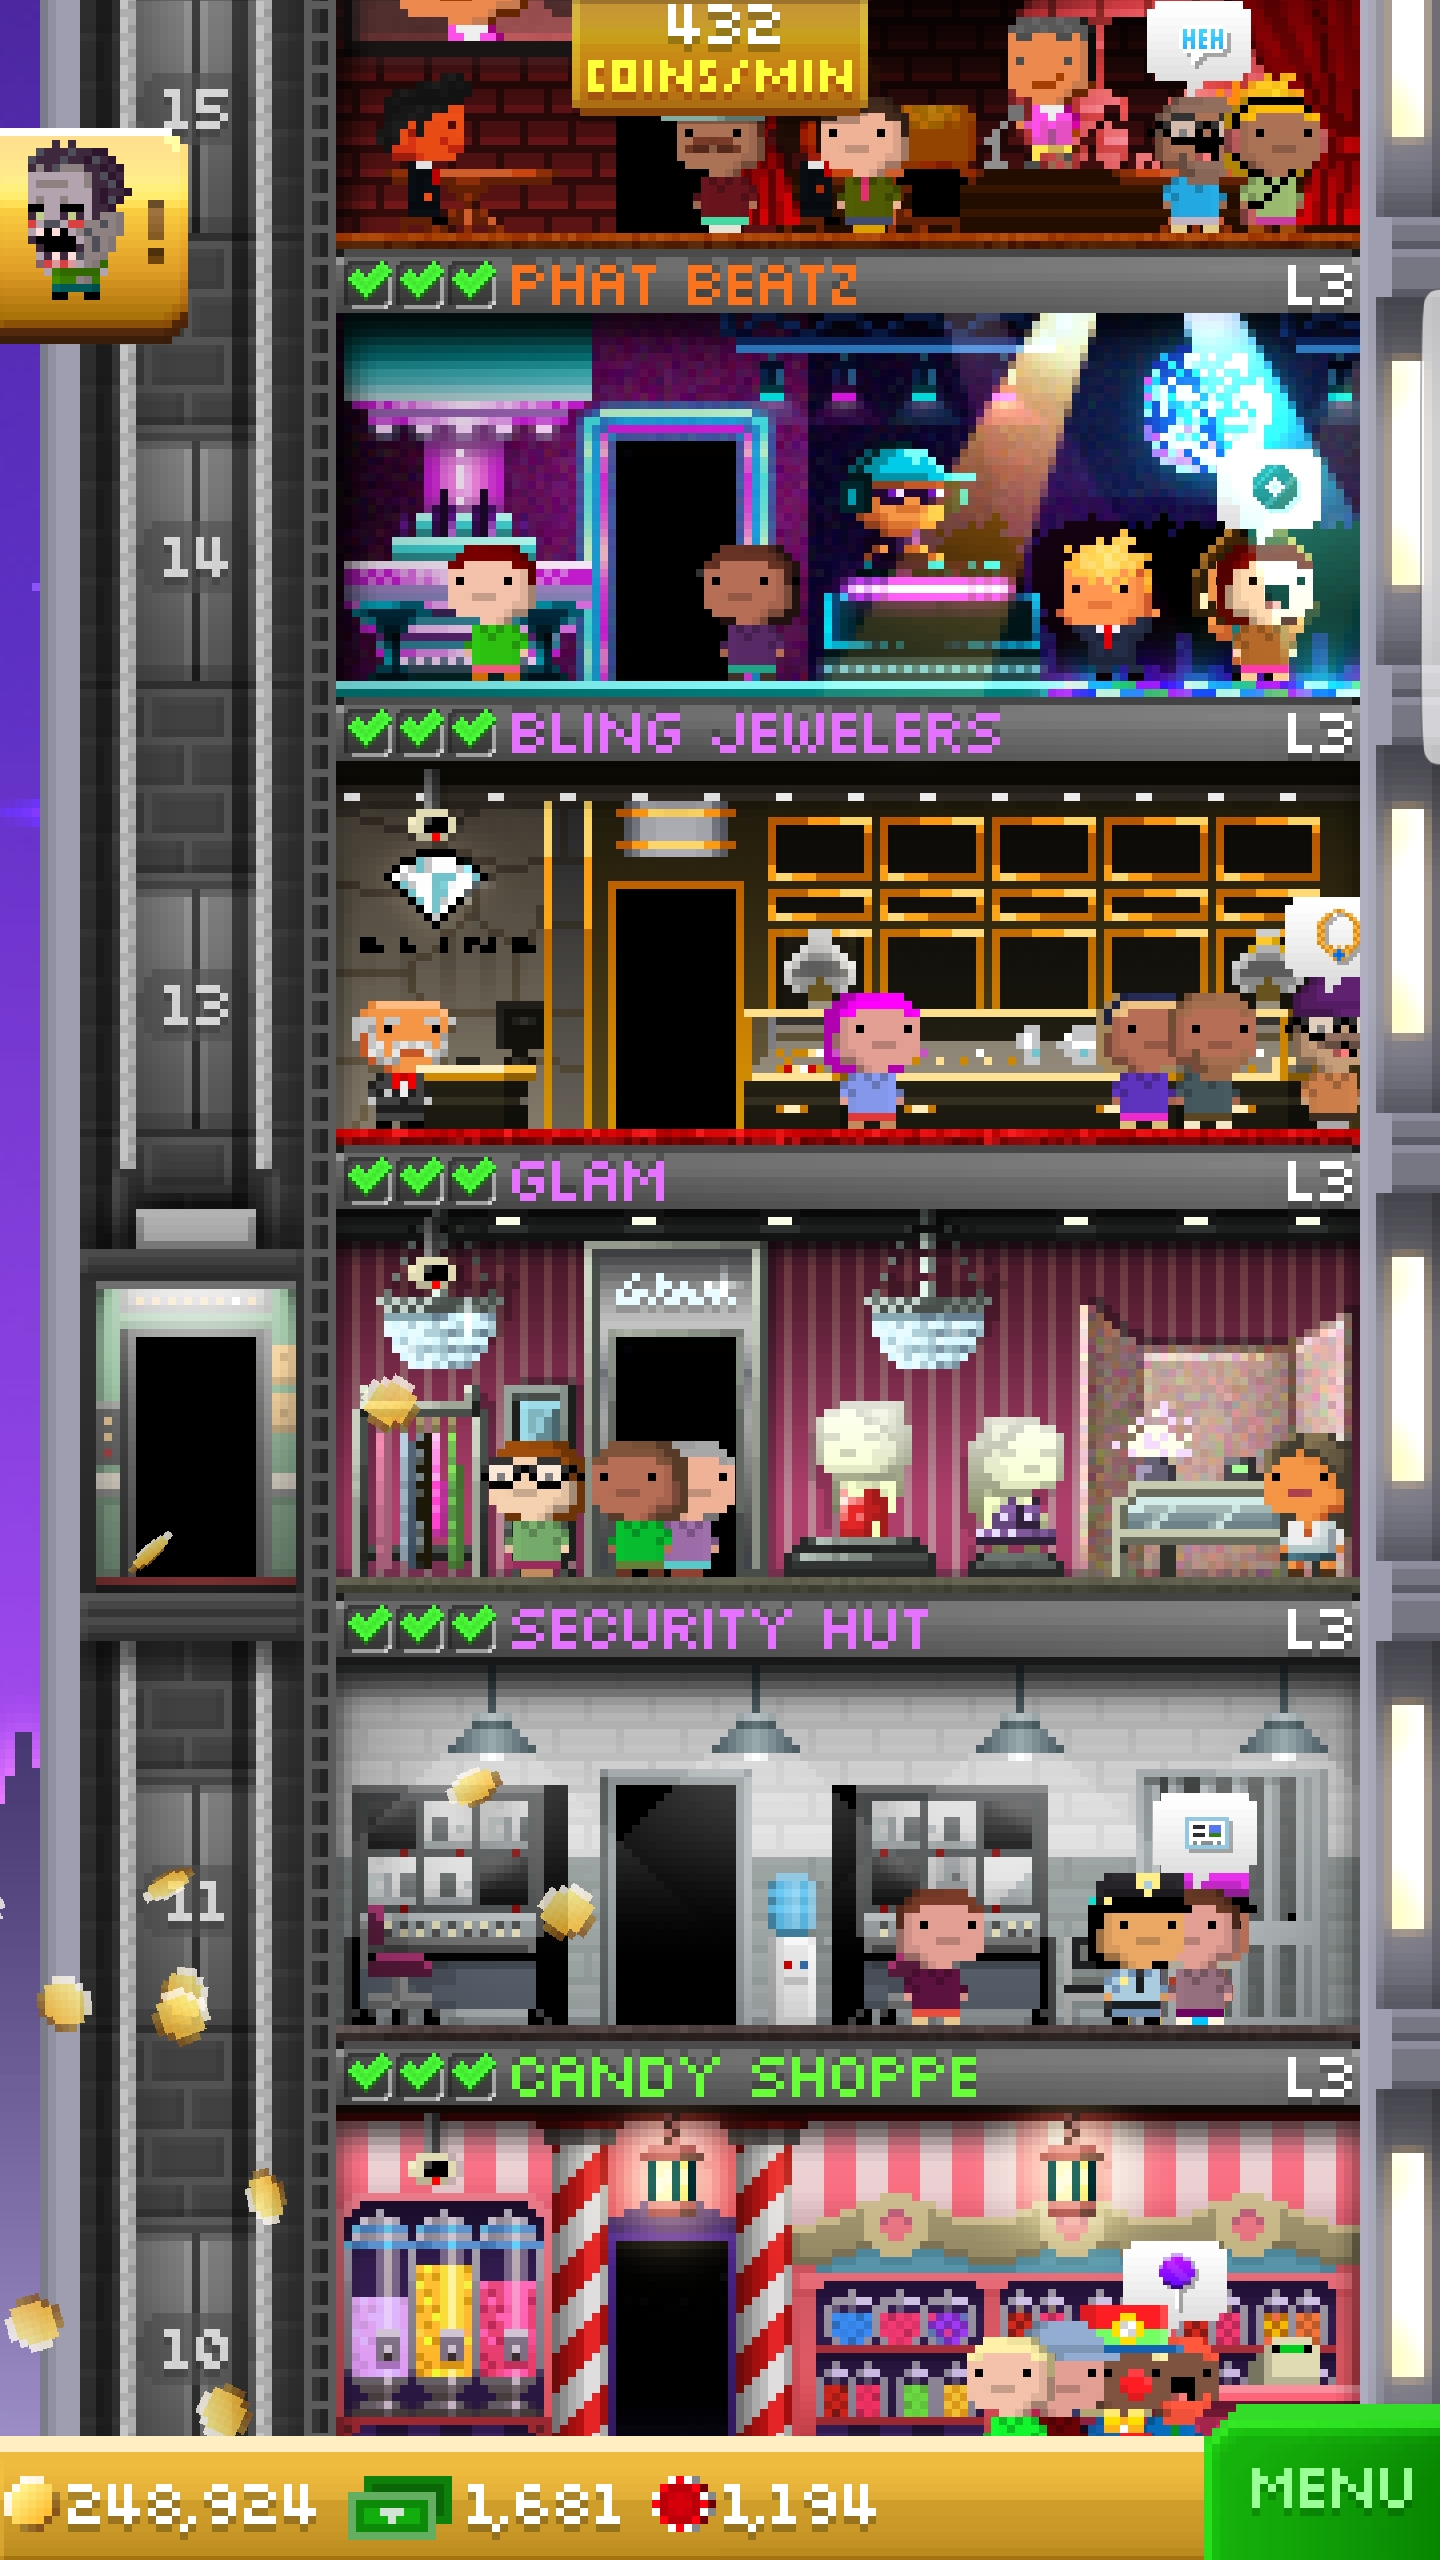 432
COINS/MIN
HEH
15
!
PHAT BEATZ L3
14
BLING JEWELERS L3
BLING
13
GLAM L3
Glam
SECURITY HUT L3
11
CANDY SHOPPE L3
10
248,924 1,681 1,194
MENU